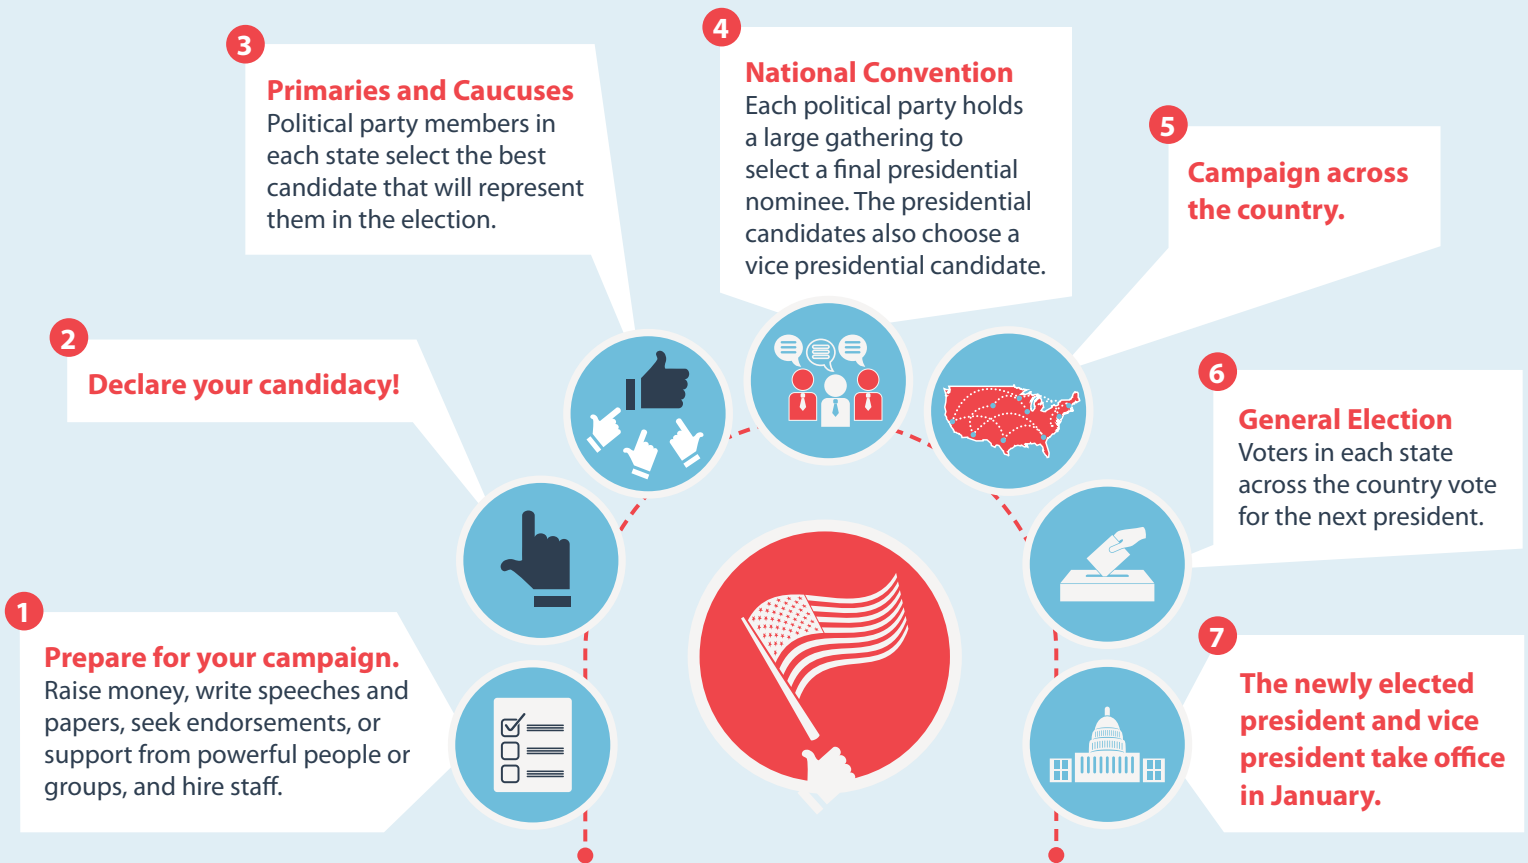 1
Prepare for your campaign.
Raise money, write speeches and
papers, seek endorsements, or
support from powerful people or
groups, and hire staff.
2
Declare your candidacy!
3
Primaries and Caucuses
Political party members in
each state select the best
candidate that will represent
them in the election.
4
National Convention
Each political party holds
a large gathering to
select a final presidential
nominee. The presidential
candidates also choose a
vice presidential candidate.
5
Campaign across
the country.
6
General Election
Voters in each state
across the country vote
for the next president.
7
The newly elected
president and vice
president take office
in January.